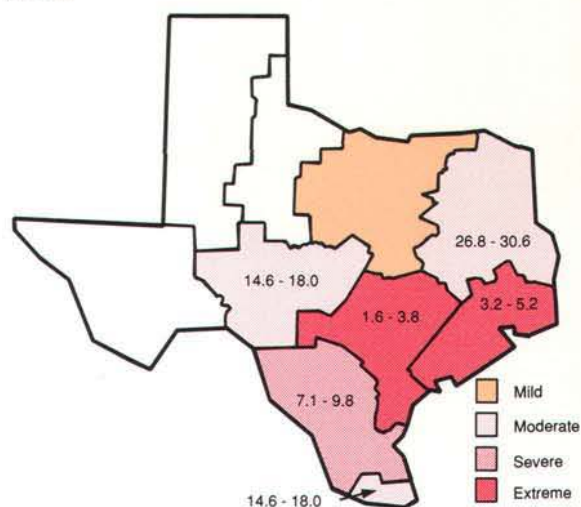 26.8 - 30.6
14.6 - 18.0
1.6 - 3.8
3.2 - 5.2
7.1 - 9.8
Mild
Moderate
Severe
Extreme
14.6 - 18.0